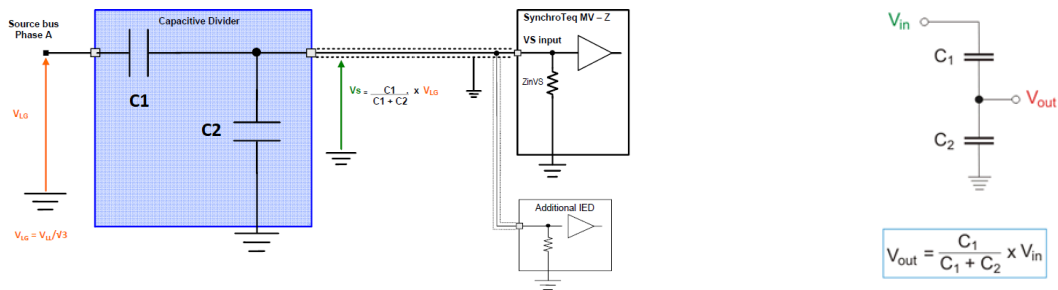 Source bus
Phase A
Capacitive Divider
SynchroTeq MV – Z
VS input
C1
ZinVS
Vs = C1 / C1 + C2 x VLG
VLG
C2
VLG = VLL/√3
Additional IED
Vin
C1
Vout
C2
Vout = C1 / C1 + C2 x Vin